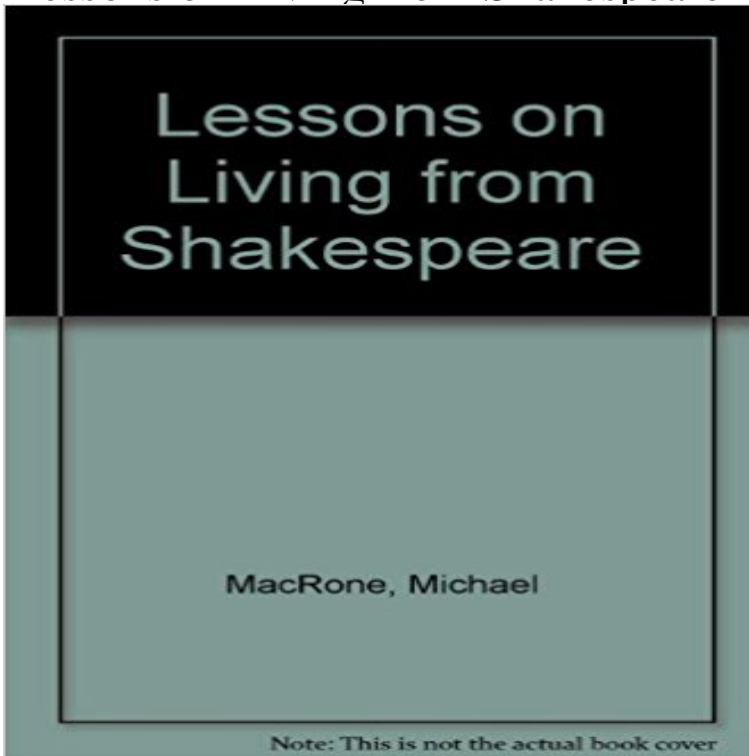 Lessons on
Living from
Shakespeare
MacRone, Michael
Note: This is not the actual book cover